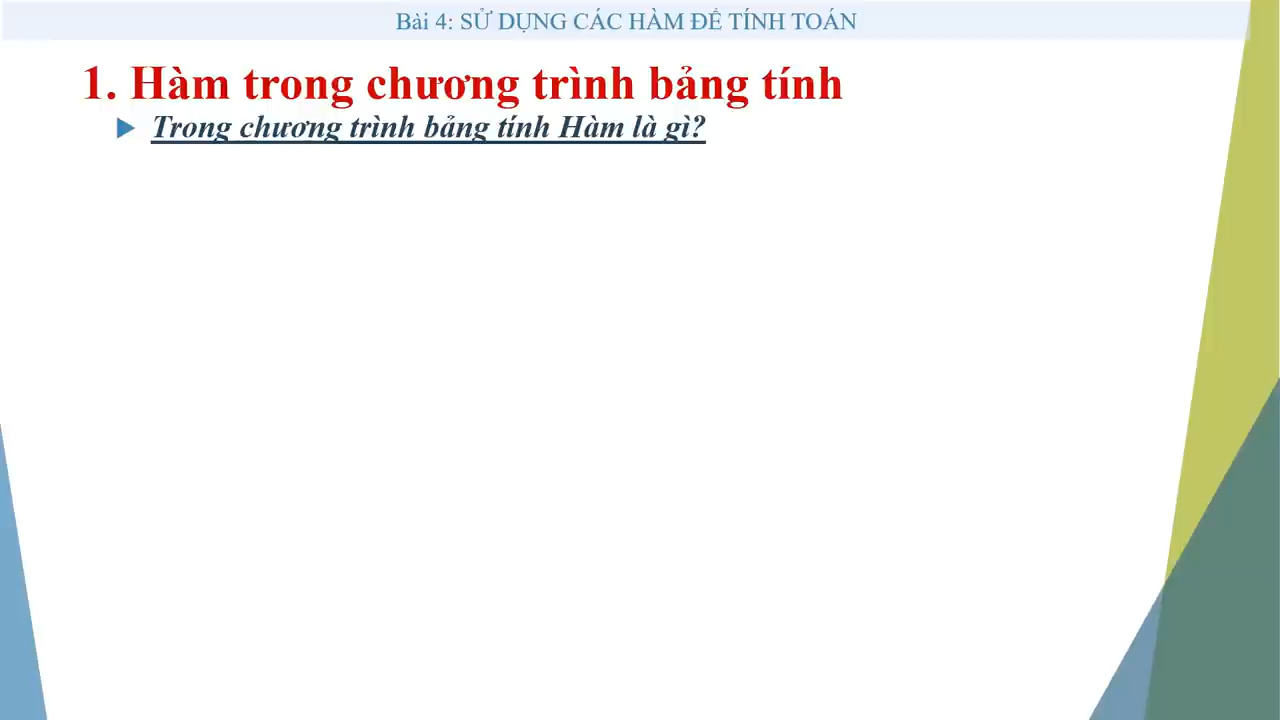 Bài 4: SỬ DỤNG CÁC HÀM ĐỂ TÍNH TOÁN
1. Hàm trong chương trình bảng tính
Trong chương trình bảng tính Hàm là gì?